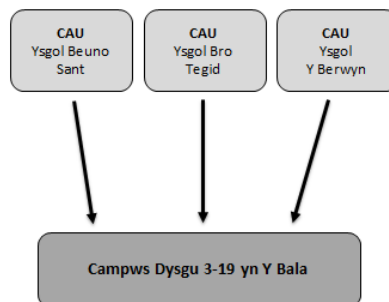 CAU
Ysgol Beuno
Sant
CAU
Ysgol Bro
Tegid
CAU
Ysgol
Y Berwyn
Campws Dysgu 3-19 yn Y Bala